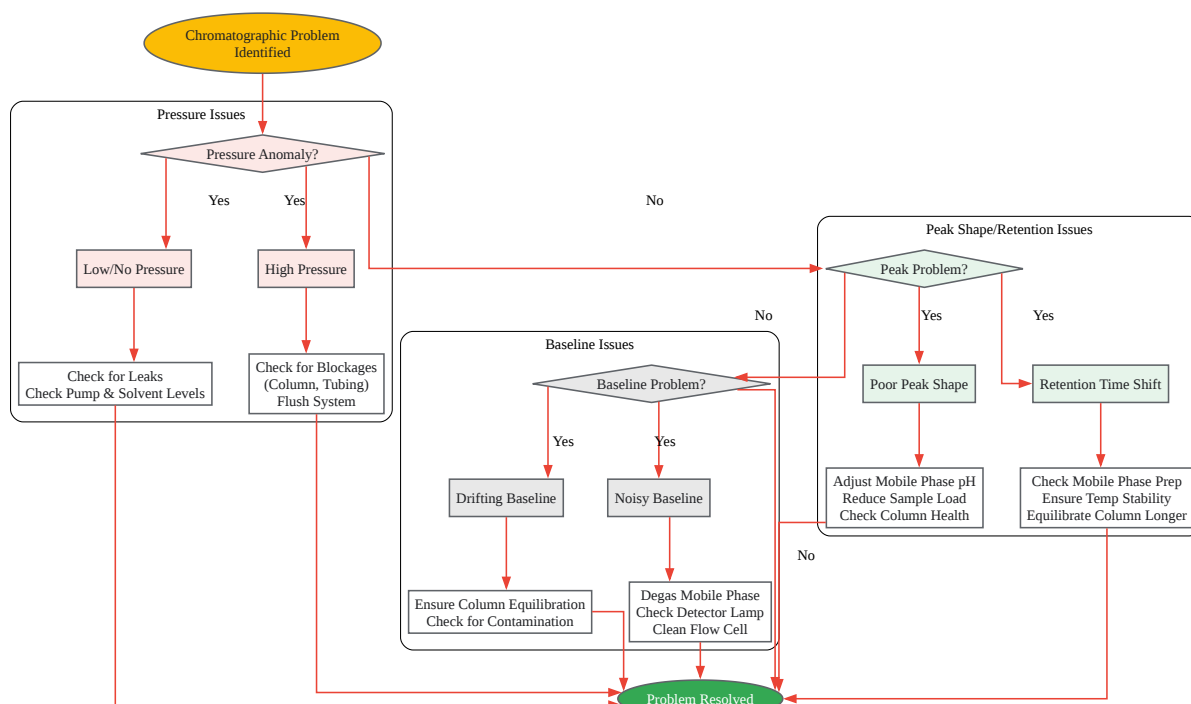 Chromatographic Problem
Identified
Pressure Issues
Pressure Anomaly?
Yes
Yes
No
Low/No Pressure
High Pressure
Check for Leaks
Check Pump & Solvent Levels
Check for Blockages
(Column, Tubing)
Flush System
Peak Shape/Retention Issues
Peak Problem?
No
Yes
Yes
Poor Peak Shape
Retention Time Shift
Adjust Mobile Phase pH
Reduce Sample Load
Check Column Health
Check Mobile Phase Prep
Ensure Temp Stability
Equilibrate Column Longer
Baseline Issues
Baseline Problem?
Yes
Yes
No
Drifting Baseline
Noisy Baseline
Ensure Column Equilibration
Check for Contamination
Degas Mobile Phase
Check Detector Lamp
Clean Flow Cell
Problem Resolved